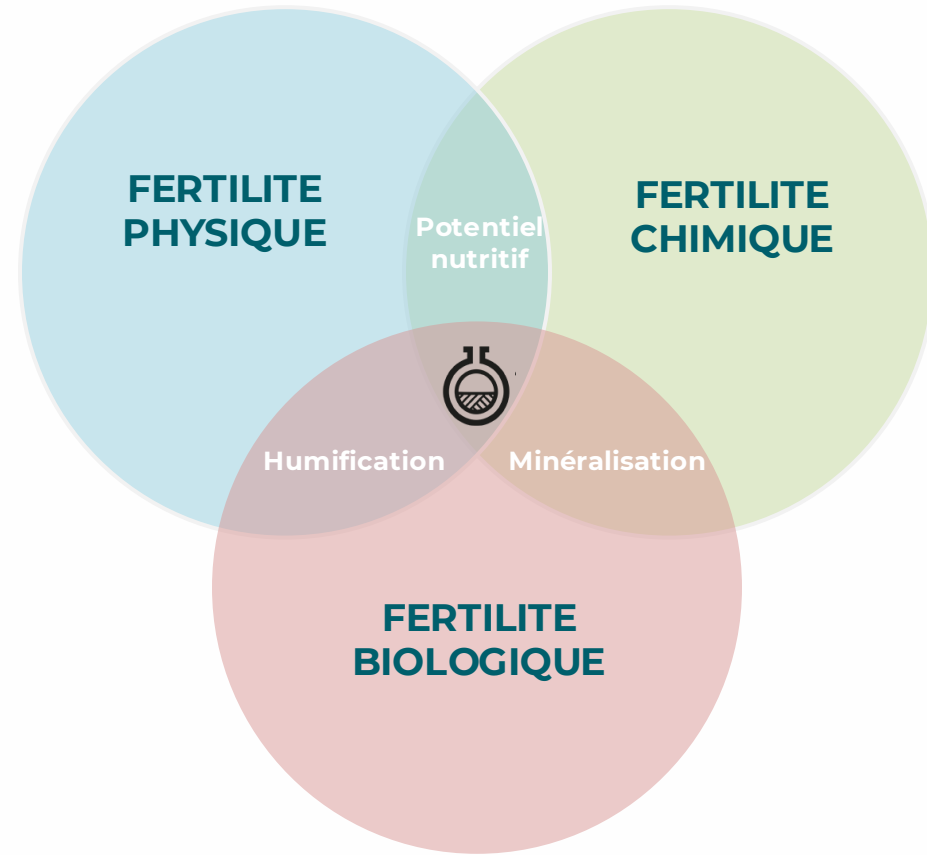 FERTILITE
PHYSIQUE
FERTILITE
CHIMIQUE
Potentiel
nutritif
Humification
Minéralisation
FERTILITE
BIOLOGIQUE